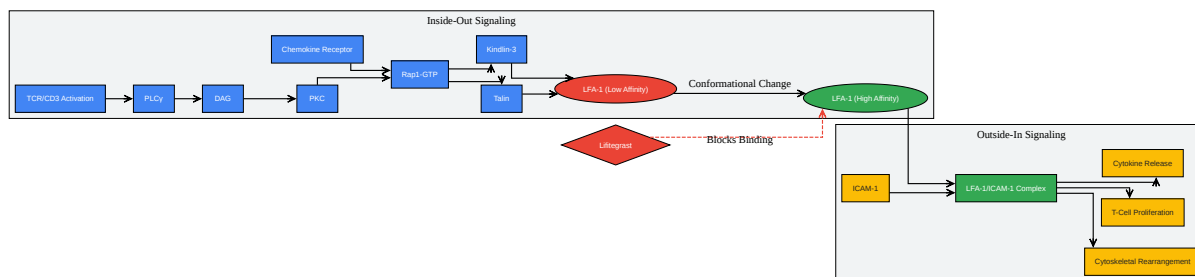 Inside-Out Signaling
Chemokine Receptor
Kindlin-3
Rap1-GTP
TCR/CD3 Activation
PLCγ
DAG
PKC
Talin
LFA-1 (Low Affinity)
Conformational Change
LFA-1 (High Affinity)
Lifitegrast
Blocks Binding
Outside-In Signaling
Cytokine Release
ICAM-1
LFA-1/ICAM-1 Complex
T-Cell Proliferation
Cytoskeletal Rearrangement